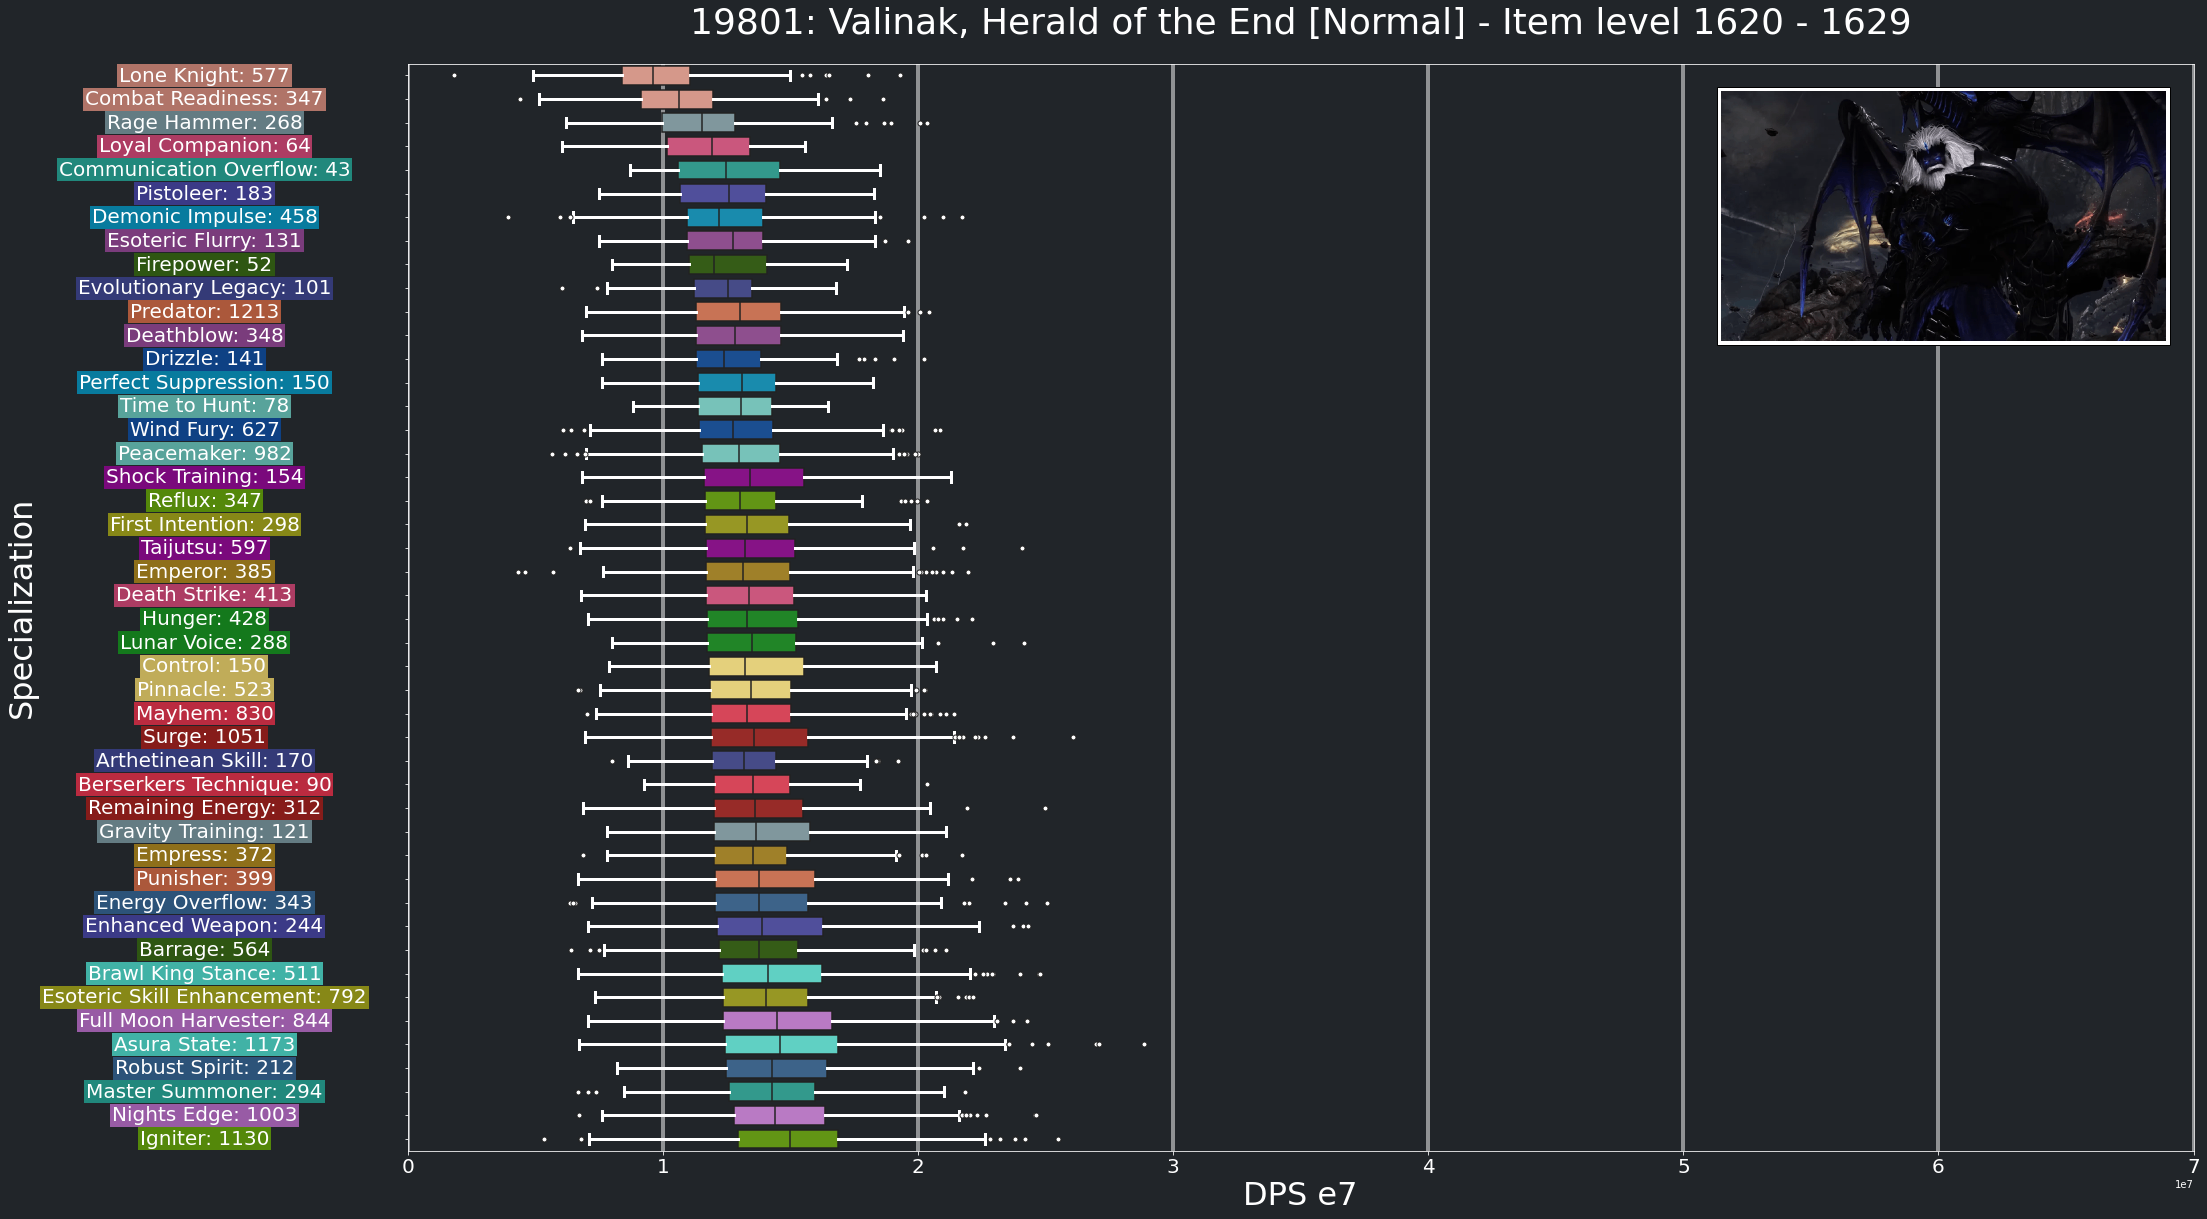 19801: Valinak, Herald of the End [Normal] - Item level 1620 - 1629
Specialization
Lone Knight: 577
Combat Readiness: 347
Rage Hammer: 268
Loyal Companion: 64
Communication Overflow: 43
Pistoleer: 183
Demonic Impulse: 458
Esoteric Flurry: 131
Firepower: 52
Evolutionary Legacy: 101
Predator: 1213
Deathblow: 348
Drizzle: 141
Perfect Suppression: 150
Time to Hunt: 78
Wind Fury: 627
Peacemaker: 982
Shock Training: 154
Reflux: 347
First Intention: 298
Taijutsu: 597
Emperor: 385
Death Strike: 413
Hunger: 428
Lunar Voice: 288
Control: 150
Pinnacle: 523
Mayhem: 830
Surge: 1051
Arthetinean Skill: 170
Berserkers Technique: 90
Remaining Energy: 312
Gravity Training: 121
Empress: 372
Punisher: 399
Energy Overflow: 343
Enhanced Weapon: 244
Barrage: 564
Brawl King Stance: 511
Esoteric Skill Enhancement: 792
Full Moon Harvester: 844
Asura State: 1173
Robust Spirit: 212
Master Summoner: 294
Nights Edge: 1003
Igniter: 1130
0 1 2 3 4 5 6 7
DPS e7
1e7